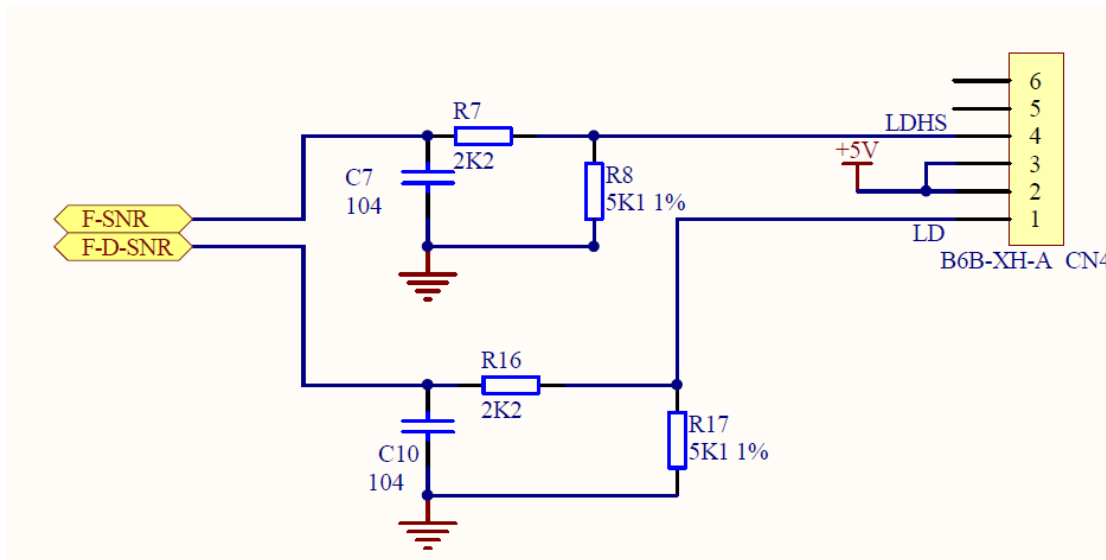 6
5
R7
LDHS
4
+5V
2K2
3
C7
R8
104
5K1 1%
2
F-SNR
1
LD
F-D-SNR
B6B-XH-A CN4
R16
2K2
R17
C10
5K1 1%
104